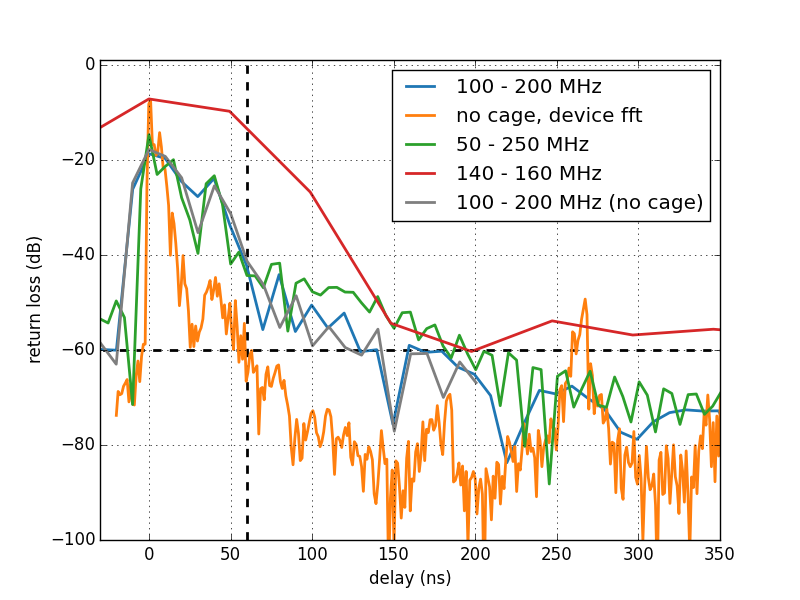 0
−20
−40
−60
−80
−100
return loss (dB)
100 - 200 MHz
no cage, device fft
50 - 250 MHz
140 - 160 MHz
100 - 200 MHz (no cage)
0 50 100 150 200 250 300 350
delay (ns)